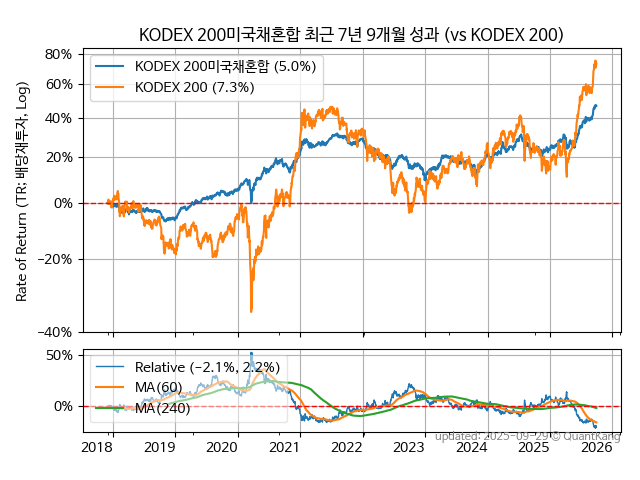 KODEX 200미국채혼합 최근 7년 9개월 성과 (vs KODEX 200)
Rate of Return (TR: 배당재투자, Log)
80%
60%
40%
20%
0%
−20%
−40%
KODEX 200미국채혼합 (5.0%)
KODEX 200 (7.3%)
50%
0%
Relative (−2.1%, 2.2%)
MA(60)
MA(240)
updated: 2025-09-29 © QuantKang
2018 2019 2020 2021 2022 2023 2024 2025 2026